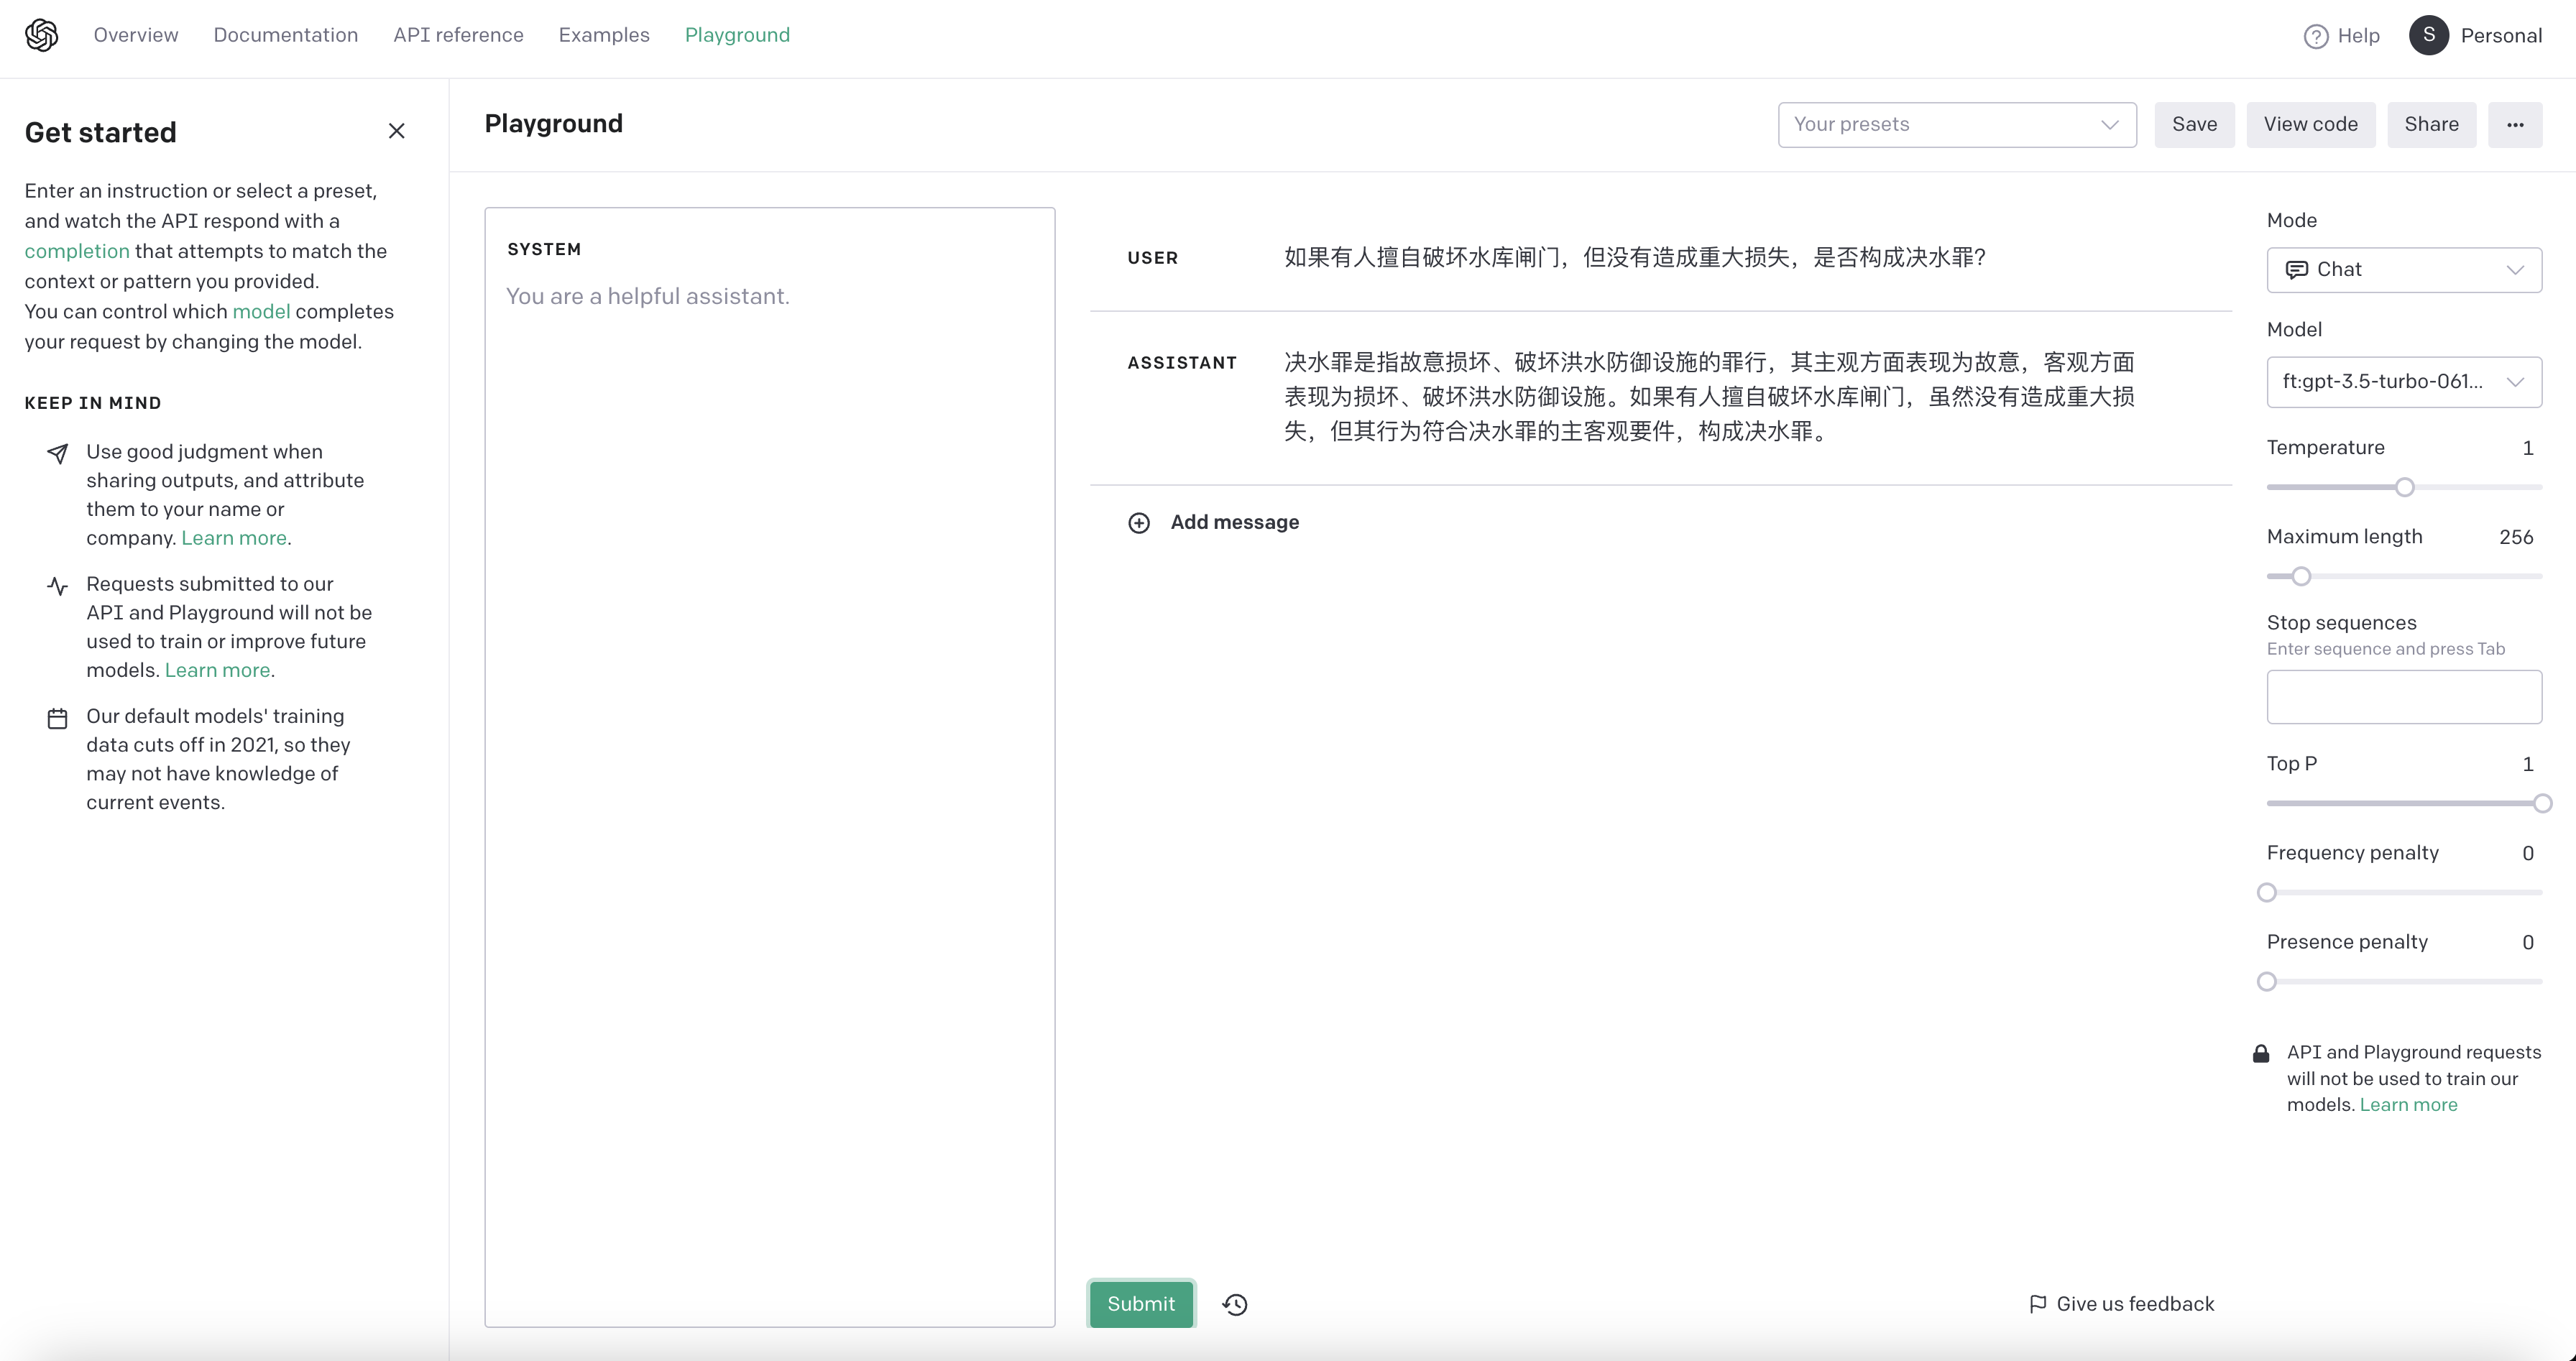 Overview Documentation API reference Examples Playground Help S Personal
Get started
Enter an instruction or select a preset,
and watch the API respond with a
completion that attempts to match the
context or pattern you provided.
You can control which model completes
your request by changing the model.
KEEP IN MIND
Use good judgment when
sharing outputs, and attribute
them to your name or
company. Learn more.
Requests submitted to our
API and Playground will not be
used to train or improve future
models. Learn more.
Our default models' training
data cuts off in 2021, so they
may not have knowledge of
current events.
Playground
Your presets
Save
View code
Share
SYSTEM
You are a helpful assistant.
USER
如果有人擅自破坏水库闸门，但没有造成重大损失，是否构成决水罪?
ASSISTANT
决水罪是指故意损坏、破坏洪水防御设施的罪行，其主观方面表现为故意，客观方面
表现为损坏、破坏洪水防御设施。如果有人擅自破坏水库闸门，虽然没有造成重大损
失，但其行为符合决水罪的主客观要件，构成决水罪。
Add message
Submit
Give us feedback
Mode
Chat
Model
ft:gpt-3.5-turbo-061...
Temperature 1
Maximum length 256
Stop sequences
Enter sequence and press Tab
Top P 1
Frequency penalty 0
Presence penalty 0
API and Playground requests
will not be used to train our
models. Learn more